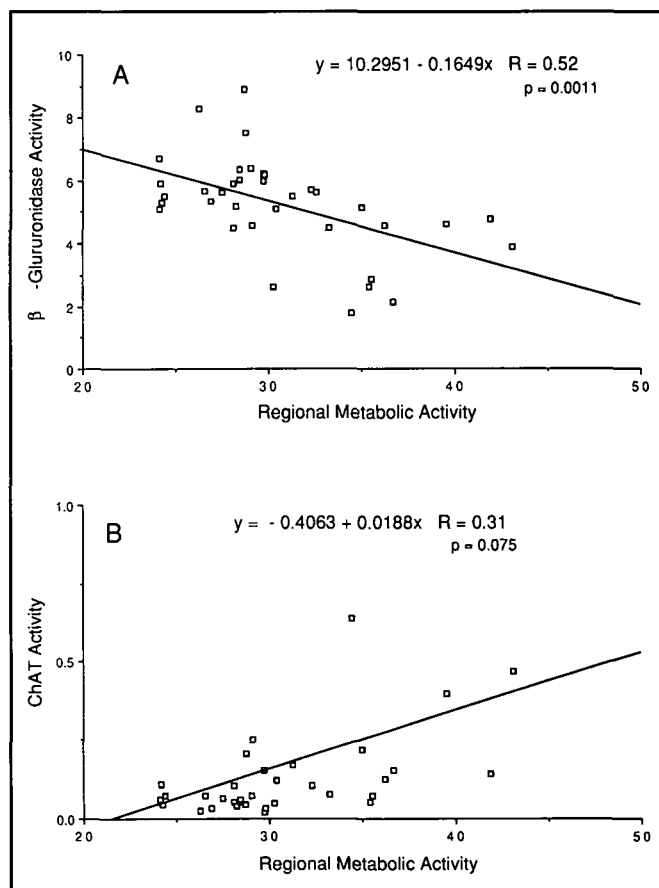 A
y = 10.2951 - 0.1649x R = 0.52
p = 0.0011
10
8
6
4
2
0
β -Glururonidase Activity
20 30 40 50
Regional Metabolic Activity
B
y = - 0.4063 + 0.0188x R = 0.31
p = 0.075
1.0
0.5
0.0
ChAT Activity
20 30 40 50
Regional Metabolic Activity